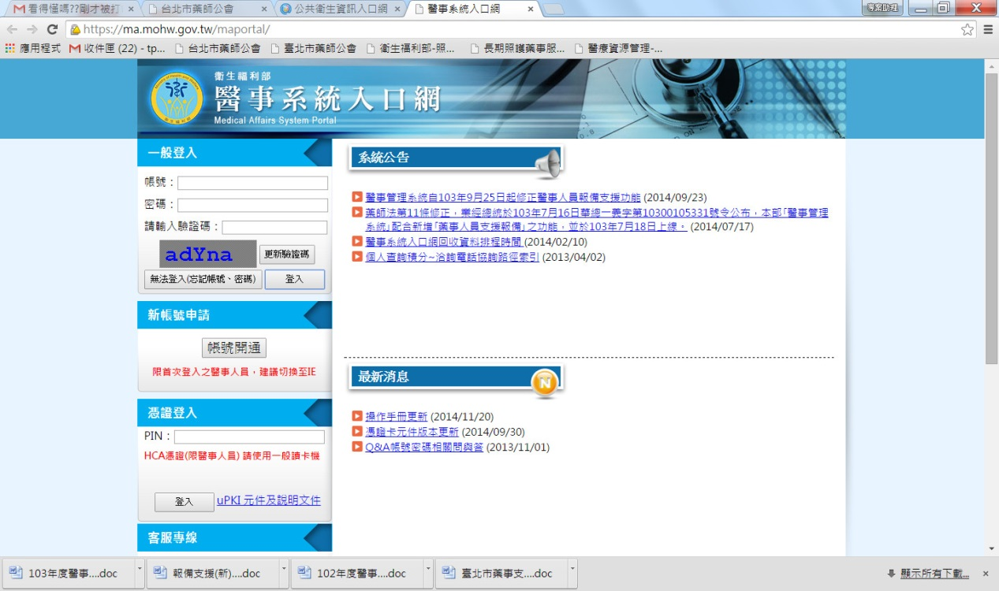 看得懂嗎??剛才被打
台北市藥師公會
公共衛生資訊入口網
醫事系統入口網
專案助理
https://ma.mohw.gov.tw/maportal/
應用程式
收件匣 (22) - tp...
台北市藥師公會
臺北市藥師公會
衛生福利部-照...
長期照護藥事服...
醫療資源管理-...
衛生福利部
醫事系統入口網
Medical Affairs System Portal
一般登入
帳號：
密碼：
請輸入驗證碼：
adYna
更新驗證碼
無法登入(忘記帳號、密碼)
登入
新帳號申請
帳號開通
限首次登入之醫事人員，建議切換至IE
憑證登入
PIN：
HCA憑證(限醫事人員) 請使用一般讀卡機
登入
uPKI 元件及說明文件
客服專線
系統公告
醫事管理系統自103年9月25日起修正醫事人員報備支援功能 (2014/09/23)
藥師法第11條修正，業經總統於103年7月16日華總一義字第10300105331號令公布，本部「醫事管理
系統」配合新增「藥事人員支援報備」之功能，並於103年7月18日上線。 (2014/07/17)
醫事系統入口網回收資料排程時間 (2014/02/10)
個人查詢積分~洽詢電話協詢路徑索引 (2013/04/02)
最新消息
N
操作手冊更新 (2014/11/20)
憑證卡元件版本更新 (2014/09/30)
Q&A帳號密碼相關問與答 (2013/11/01)
103年度醫事....doc
報備支援(新)....doc
102年度醫事....doc
臺北市藥事支....doc
顯示所有下載...